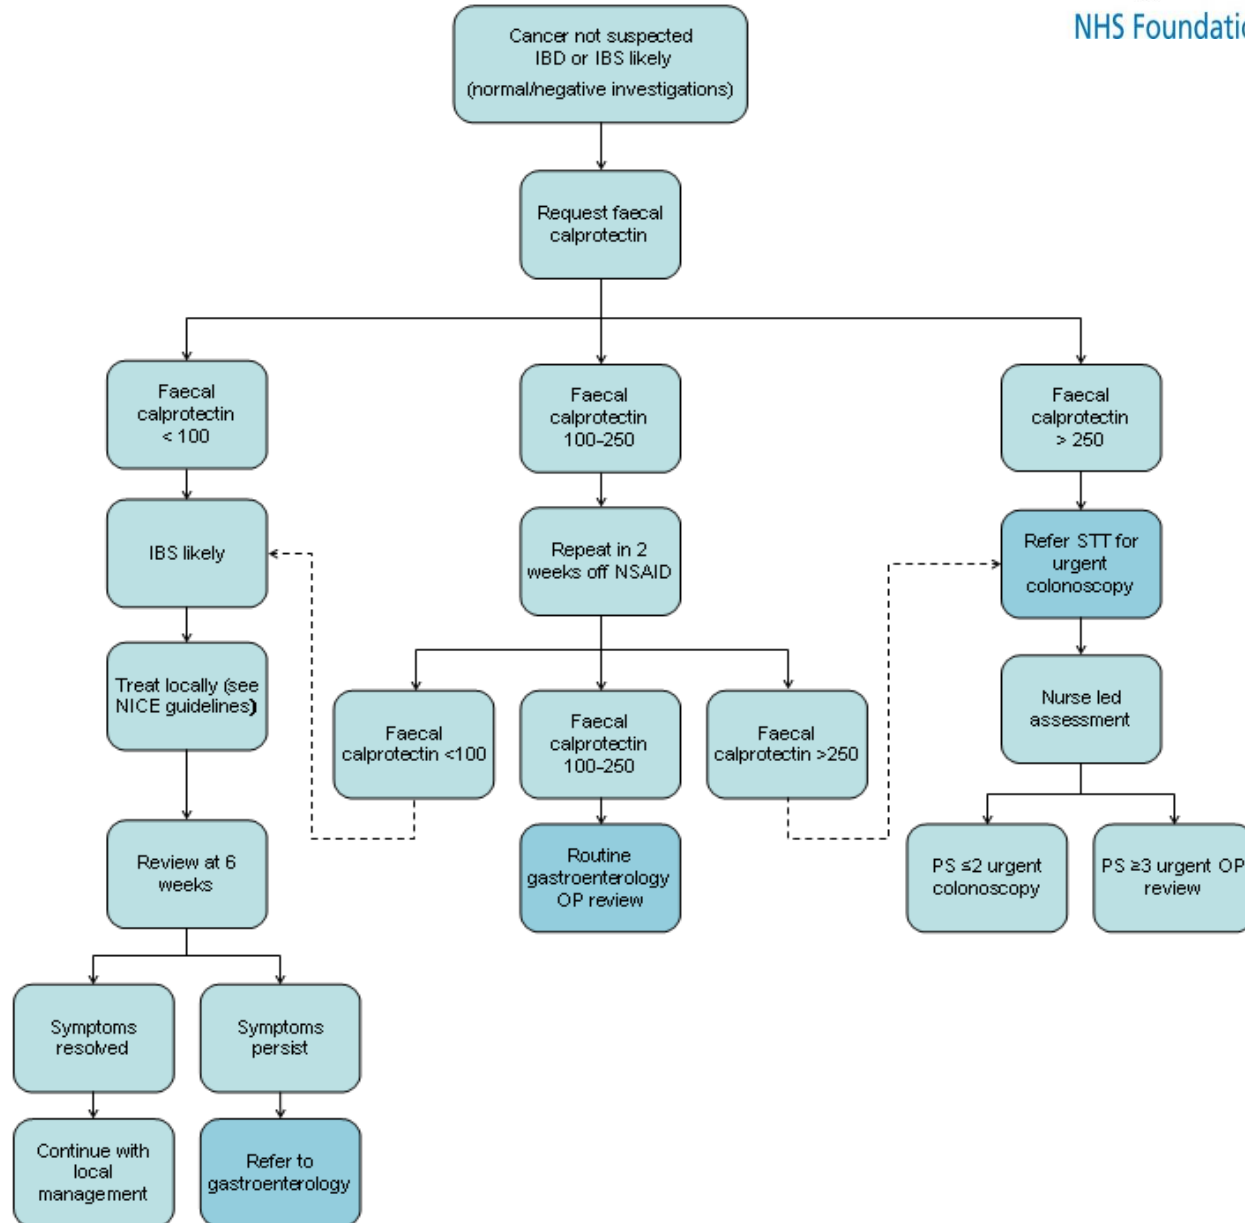 NHS Foundatio
Cancer not suspected
IBD or IBS likely
(normal/negative investigations)
Request faecal
calprotectin
Faecal
calprotectin
< 100
Faecal
calprotectin
100–250
Faecal
calprotectin
> 250
IBS likely
Repeat in 2
weeks off NSAID
Refer STT for
urgent
colonoscopy
Treat locally (see
NICE guidelines)
Faecal
calprotectin <100
Faecal
calprotectin
100–250
Faecal
calprotectin >250
Nurse led
assessment
Review at 6
weeks
Routine
gastroenterology
OP review
PS ≤2 urgent
colonoscopy
PS ≥3 urgent OP
review
Symptoms
resolved
Symptoms
persist
Continue with
local
management
Refer to
gastroenterology